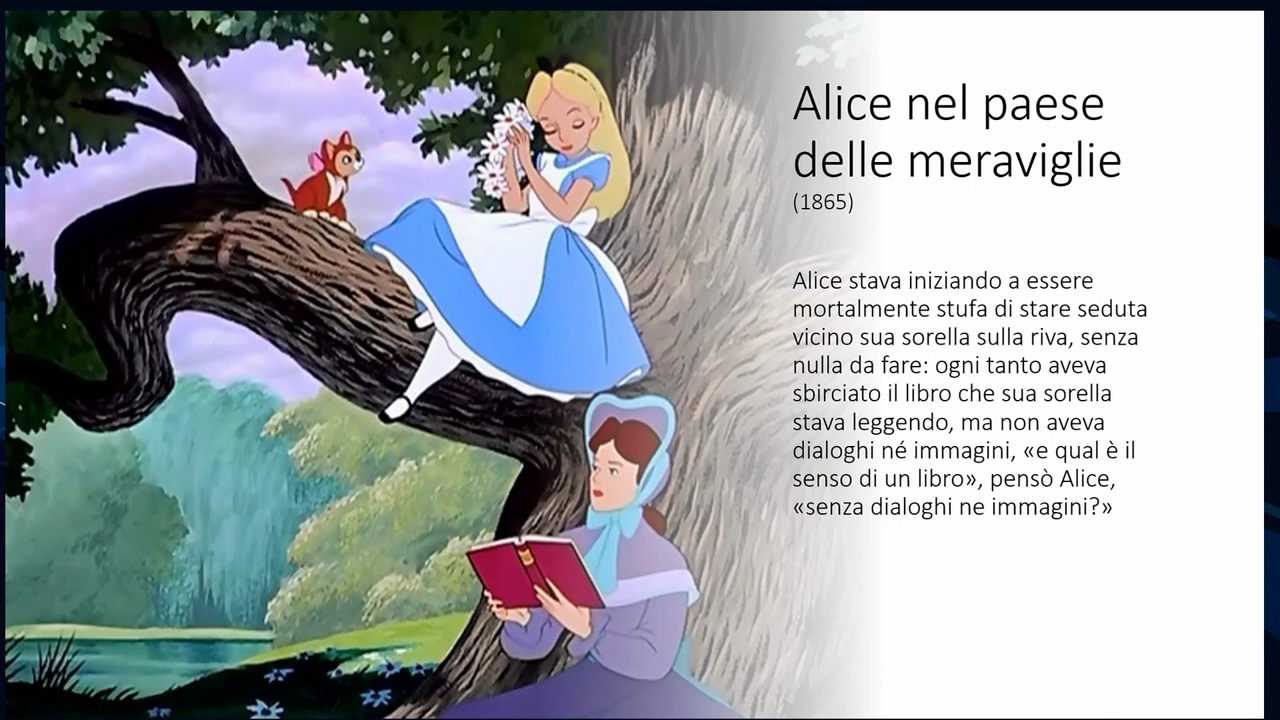 Alice nel paese
delle meraviglie
(1865)
Alice stava iniziando a essere
mortalmente stufa di stare seduta
vicino sua sorella sulla riva, senza
nulla da fare: ogni tanto aveva
sbirciato il libro che sua sorella
stava leggendo, ma non aveva
dialoghi né immagini, «e qual è il
senso di un libro», pensò Alice,
«senza dialoghi ne immagini?»